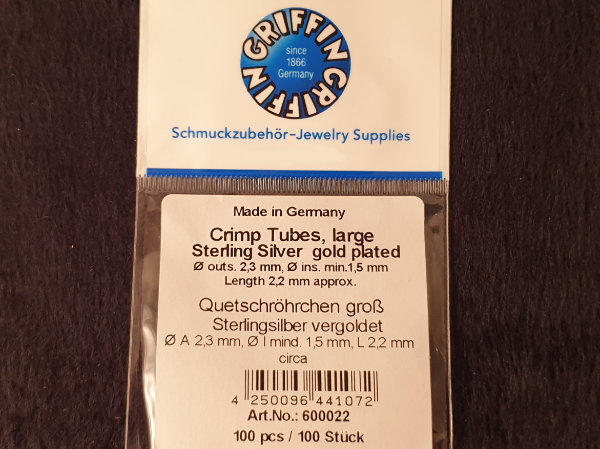 GRIFFIN GRIFFIN
since
1866
Germany
Schmuckzubehör-Jewelry Supplies
Made in Germany
Crimp Tubes, large
Sterling Silver gold plated
Ø outs. 2,3 mm, Ø ins. min.1,5 mm
Length 2,2 mm approx.
Quetschröhrchen groß
Sterlingsilber vergoldet
Ø A 2,3 mm, Ø I mind. 1,5 mm, L 2,2 mm
circa
4 250096 441072
Art.No.: 600022
100 pcs / 100 Stück